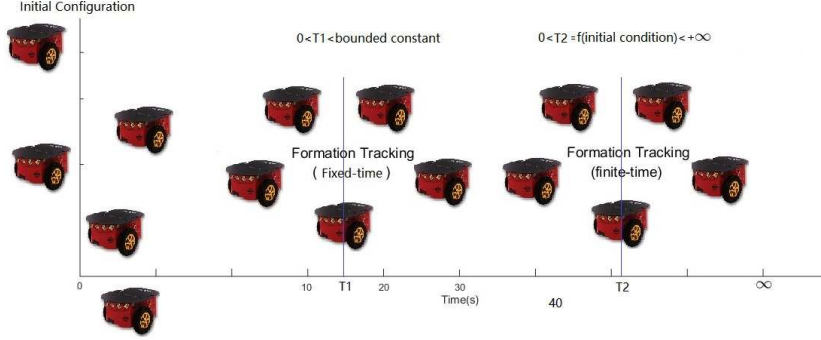 Initial Configuration
0<T1<bounded constant
0<T2=f(initial condition)<+∞
Formation Tracking
( Fixed-time )
Formation Tracking
(finite-time)
0
10
T1
20
30
T2
∞
Time(s)
40